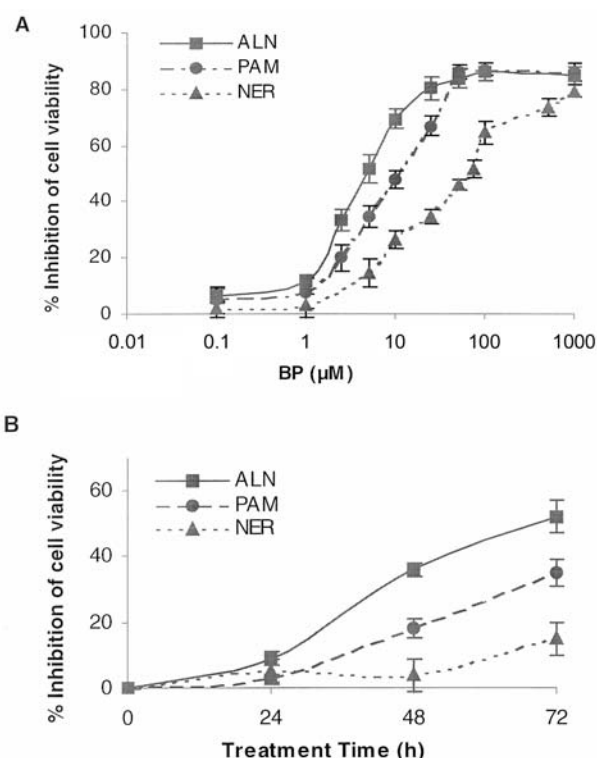 A
ALN
PAM
NER
% Inhibition of cell viability
100
80
60
40
20
0
0.01 0.1 1 10 100 1000
BP (µM)
B
ALN
PAM
NER
% Inhibition of cell viability
60
40
20
0
0 24 48 72
Treatment Time (h)